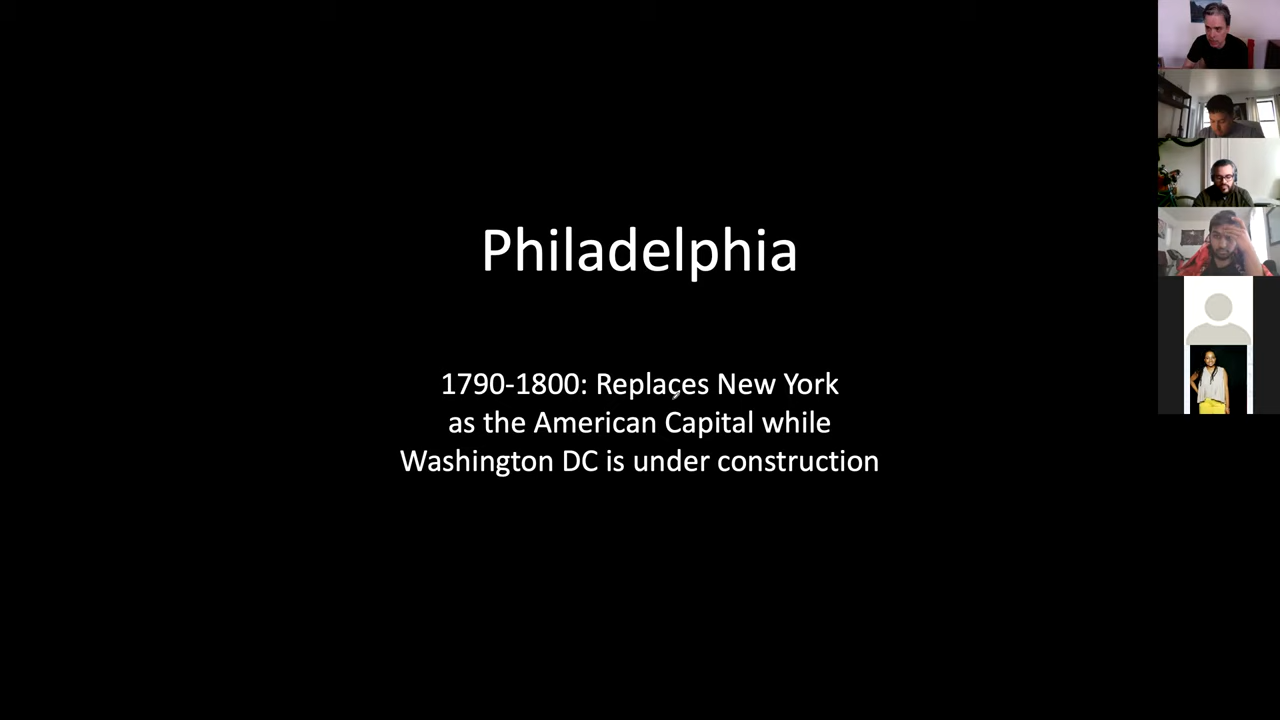 Philadelphia
1790-1800: Replaces New York
as the American Capital while
Washington DC is under construction